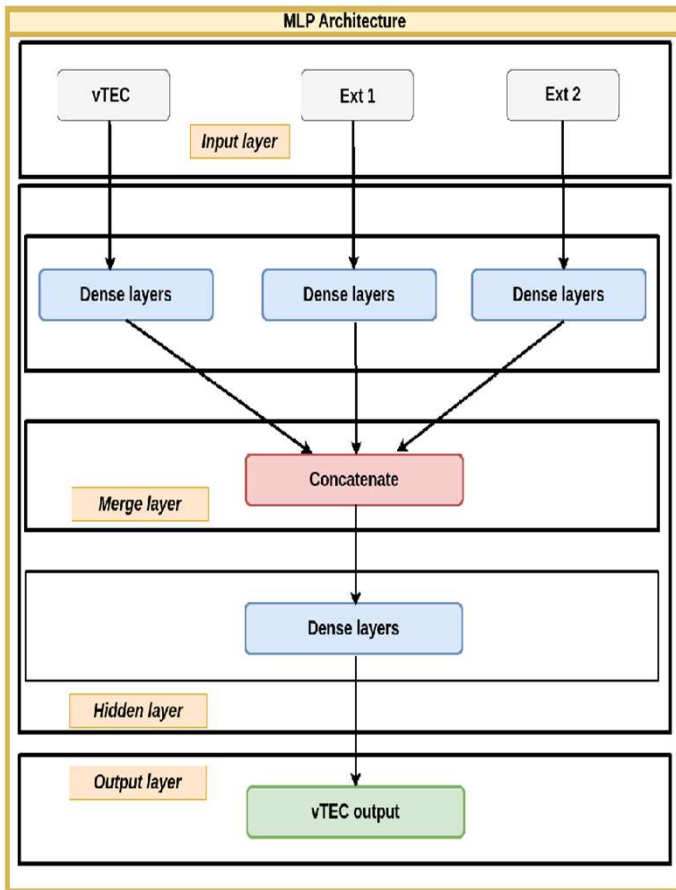 MLP Architecture
vTEC
Ext 1
Ext 2
Input layer
Dense layers
Dense layers
Dense layers
Concatenate
Merge layer
Dense layers
Hidden layer
Output layer
vTEC output